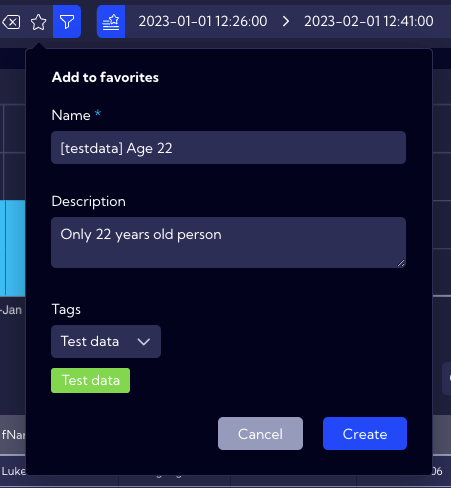 2023-01-01 12:26:00 > 2023-02-01 12:41:00
Add to favorites
Name *
[testdata] Age 22
Description
Only 22 years old person
-Jan
Tags
Test data
Test data
Cancel
Create
fNar
Luke
06